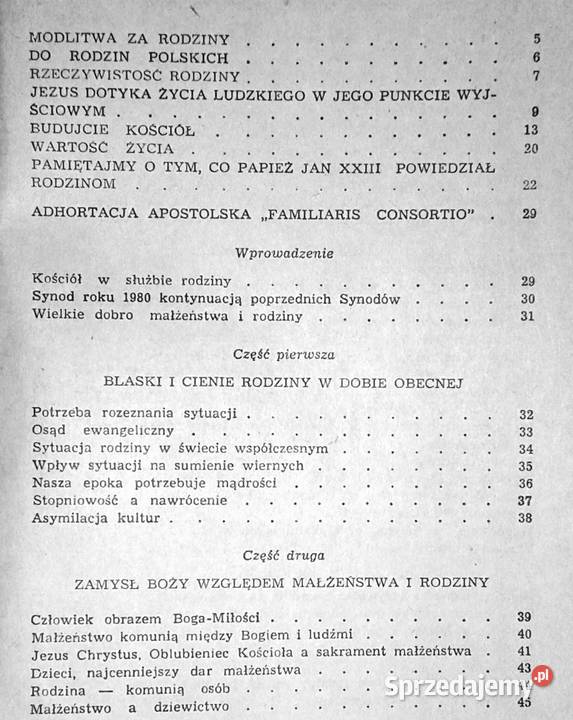 MODLITWA ZA RODZINY . . . . . . . . . . 5
DO RODZIN POLSKICH . . . . . . . . . . 6
RZECZYWISTOŚĆ RODZINY . . . . . . . . . 7
JEZUS DOTYKA ŻYCIA LUDZKIEGO W JEGO PUNKCIE WYJ-
ŚCIOWYM . . . . . . . . . . . . . 9
BUDUJCIE KOŚCIÓŁ . . . . . . . . . . . 13
WARTOŚĆ ŻYCIA . . . . . . . . . . . . 20
PAMIĘTAJMY O TYM, CO PAPIEŻ JAN XXIII POWIEDZIAŁ
RODZINOM . . . . . . . . . . . . . 22
ADHORTACJA APOSTOLSKA „FAMILIARIS CONSORTIO” . 29
Wprowadzenie
Kościół w służbie rodziny . . . . . . . . . . 29
Synod roku 1980 kontynuacją poprzednich Synodów . . . . 30
Wielkie dobro małżeństwa i rodziny . . . . . . . 31
Część pierwsza
BLASKI I CIENIE RODZINY W DOBIE OBECNEJ
Potrzeba rozeznania sytuacji . . . . . . . . . 32
Osąd ewangeliczny . . . . . . . . . . . . 33
Sytuacja rodziny w świecie współczesnym . . . . . . 34
Wpływ sytuacji na sumienie wiernych . . . . . . . 35
Nasza epoka potrzebuje mądrości . . . . . . . . 36
Stopniowość a nawrócenie . . . . . . . . . . 37
Asymilacja kultur . . . . . . . . . . . . 38
Część druga
ZAMYSŁ BOŻY WZGLĘDEM MAŁŻEŃSTWA I RODZINY
Człowiek obrazem Boga-Miłości . . . . . . . . . 39
Małżeństwo komunią między Bogiem i ludźmi . . . . . 40
Jezus Chrystus, Oblubieniec Kościoła a sakrament małżeństwa . 41
Dzieci, najcenniejszy dar małżeństwa . . . . . . . 43
Rodzina — komunią osób . . . . . . . . . .
Małżeństwo a dziewictwo . . . . . . . . . . 45
Sprzedajemy.pl